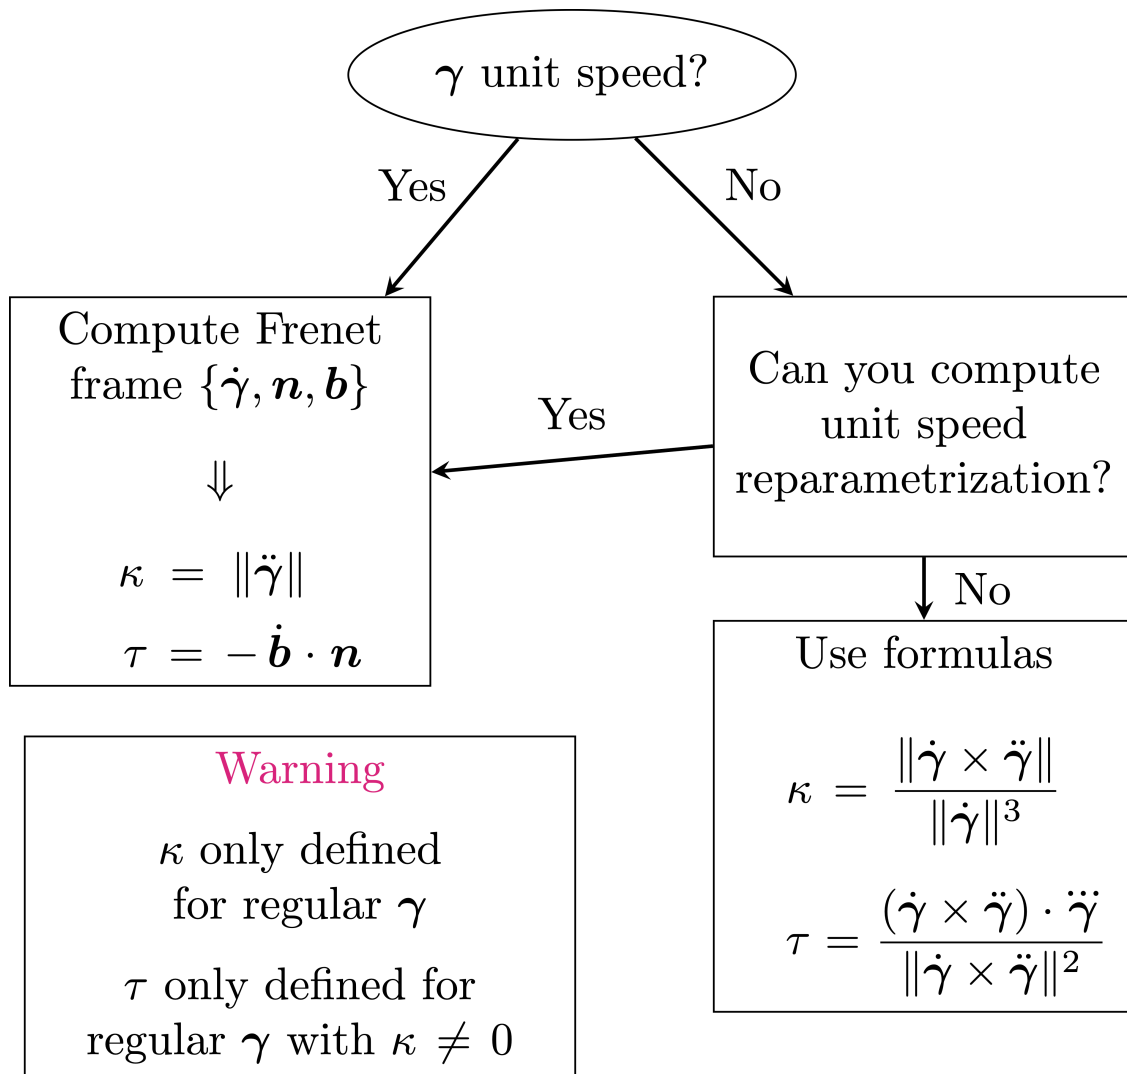 γ unit speed?
Yes
No
Compute Frenet
frame {γ̇, n, b}
⇓
κ = ‖γ̈‖
τ = − ḃ · n
Yes
Can you compute
unit speed
reparametrization?
No
Use formulas
κ = ‖γ̇ × γ̈‖ / ‖γ̇‖³
τ = (γ̇ × γ̈) · γ⃛ / ‖γ̇ × γ̈‖²
Warning
κ only defined
for regular γ
τ only defined for
regular γ with κ ≠ 0